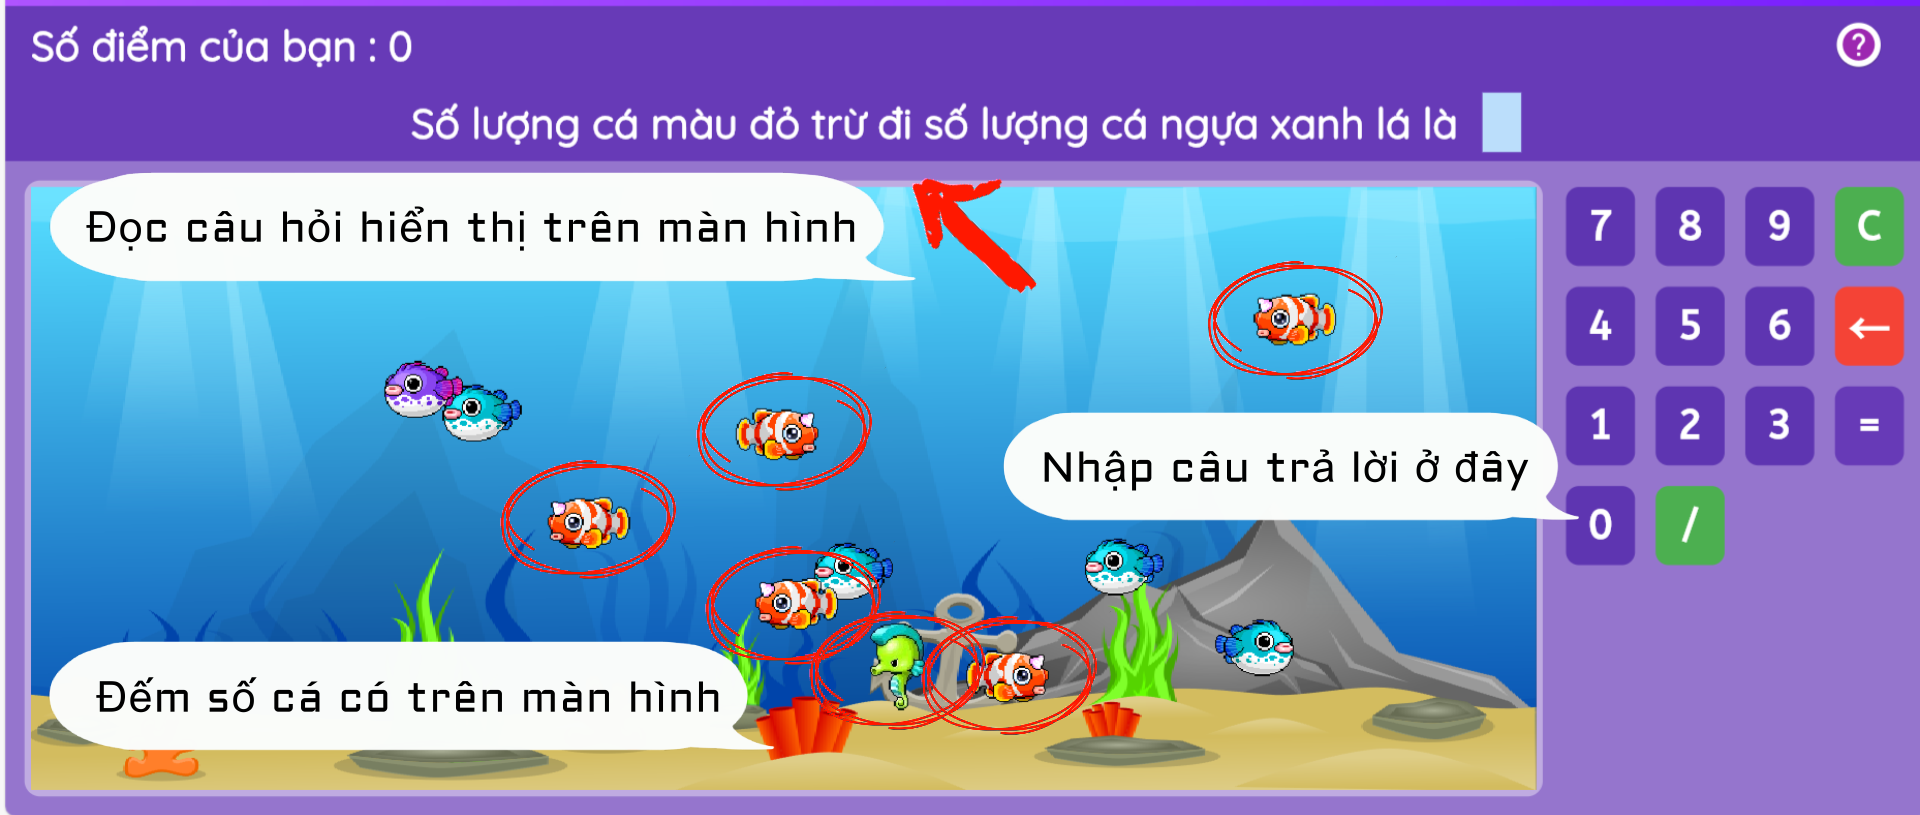 Số điểm của bạn : 0
?
Số lượng cá màu đỏ trừ đi số lượng cá ngựa xanh lá là
Đọc câu hỏi hiển thị trên màn hình
7 8 9 C
4 5 6 ←
Nhập câu trả lời ở đây
1 2 3 =
0 /
Đếm số cá có trên màn hình